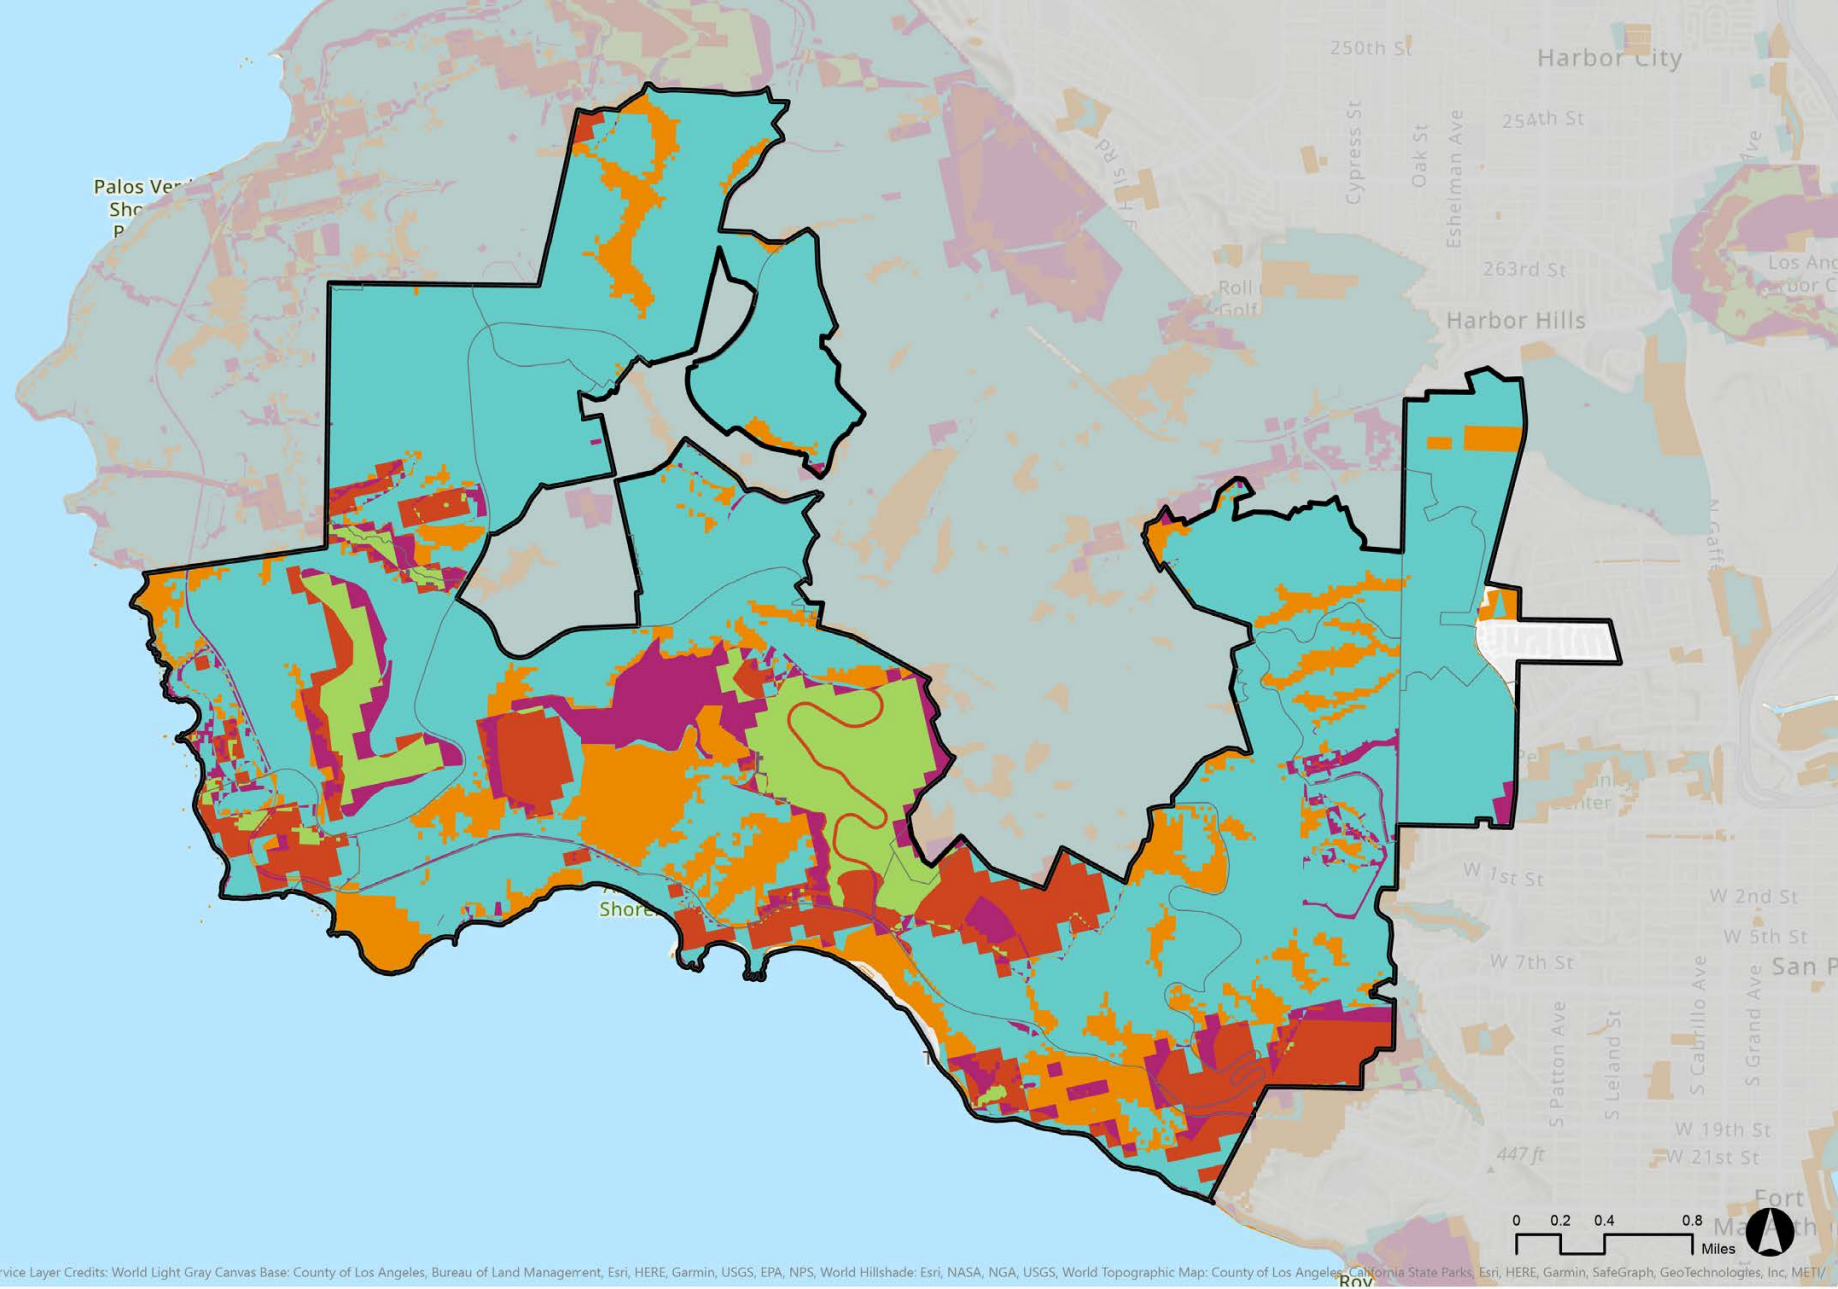 250th St
Harbor City
Cypress St
Oak St
Eshelman Ave
254th St
Ave
Palos Ver
Sho
263rd St
Los Ang
Roll
Golf
Harbor Hills
N Gaffe
W 1st St
W 2nd St
Shore
W 5th St
W 7th St
San P
S Patton Ave
S Leland St
S Cabrillo Ave
S Grand Ave
W 19th St
447 ft
W 21st St
Fort
0 0.2 0.4 0.8
Miles
rvice Layer Credits: World Light Gray Canvas Base: County of Los Angeles, Bureau of Land Management, Esri, HERE, Garmin, USGS, EPA, NPS, World Hillshade: Esri, NASA, NGA, USGS, World Topographic Map: County of Los Angeles, California State Parks, Esri, HERE, Garmin, SafeGraph, GeoTechnologies, Inc, METI/
Roy